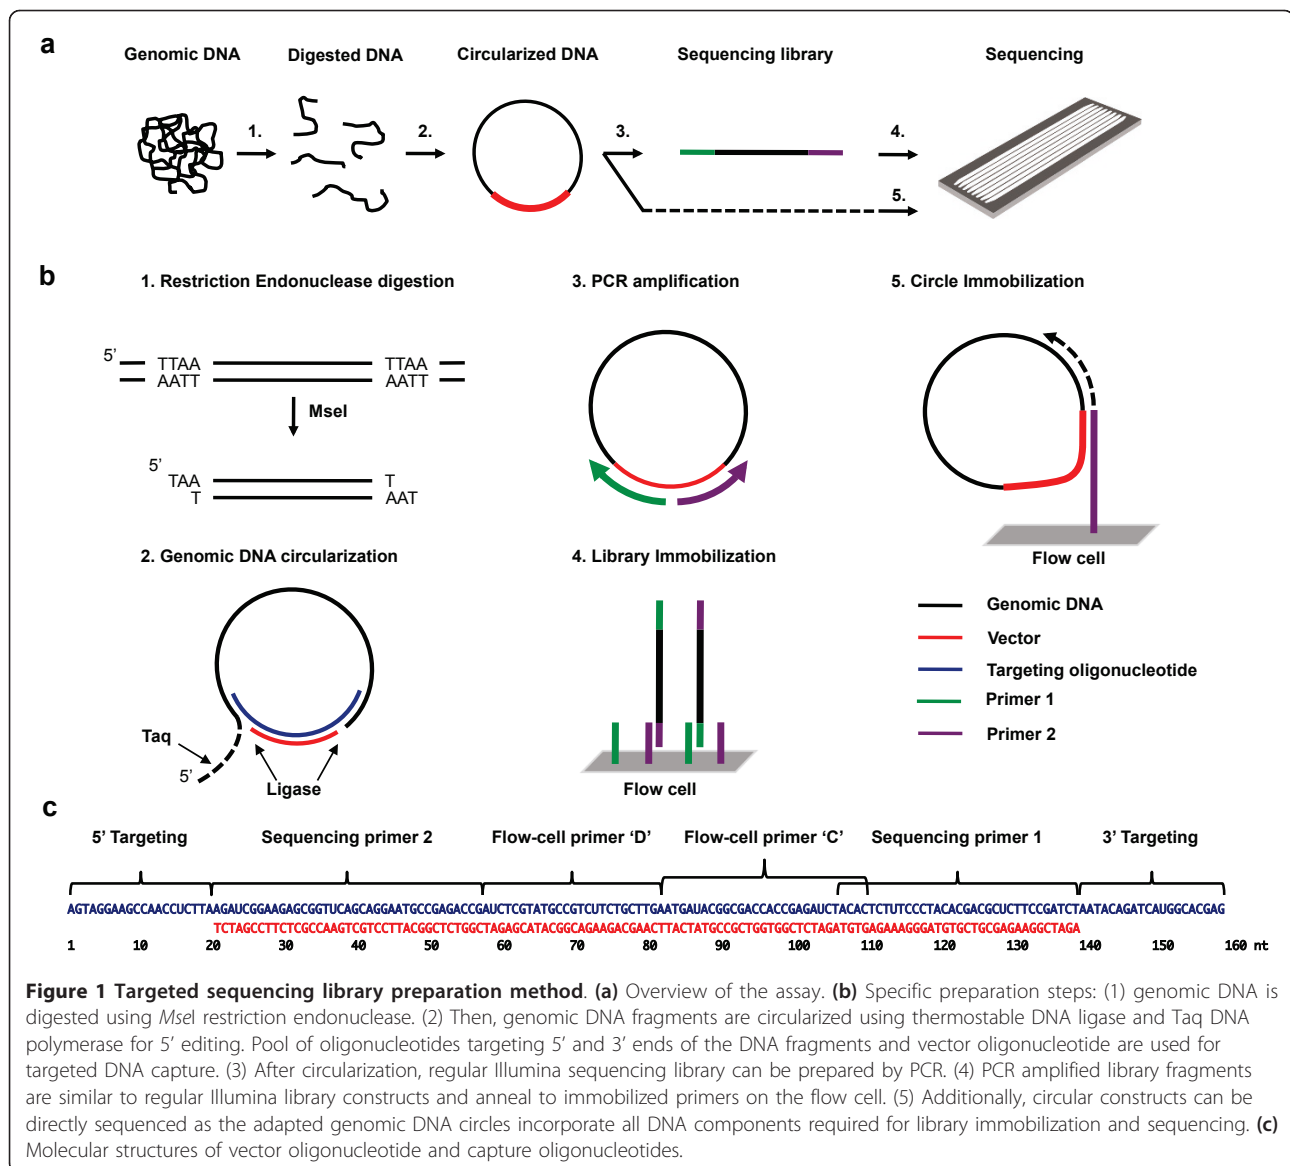 a
Genomic DNA
Digested DNA
Circularized DNA
Sequencing library
Sequencing
1.
2.
3.
4.
5.
b
1. Restriction Endonuclease digestion
5’
TTAA
TTAA
AATT
AATT
MseI
5’
TAA
T
T
AAT
2. Genomic DNA circularization
Taq
5’
Ligase
3. PCR amplification
4. Library Immobilization
Flow cell
5. Circle Immobilization
Flow cell
Genomic DNA
Vector
Targeting oligonucleotide
Primer 1
Primer 2
c
5’ Targeting
Sequencing primer 2
Flow-cell primer ‘D’
Flow-cell primer ‘C’
Sequencing primer 1
3’ Targeting
AGTAGGAAGCCAACCUCTTAAGAUCGGAAGAGCGGTUCAGCAGGAATGCCGAGACCGAUCTCGTATGCCGTCUTCTGCTTGAATGAUACGGCGACCACCGAGAUCTACACTCTUTCCCTACACGACGCUCTTCCGATCTAATACAGATCAUGGCACGAG
TCTAGCCTTCTCGCCAAGTCGTCCTTACGGCTCTGGCTAGAGCATACGGCAGAAGACGAACTTACTATGCCGCTGGTGGCTCTAGATGTGAGAAAGGGATGTGCTGCGAGAAGGCTAGA
1 10 20 30 40 50 60 70 80 90 100 110 120 130 140 150 160 nt
Figure 1 Targeted sequencing library preparation method. (a) Overview of the assay. (b) Specific preparation steps: (1) genomic DNA is
digested using MseI restriction endonuclease. (2) Then, genomic DNA fragments are circularized using thermostable DNA ligase and Taq DNA
polymerase for 5’ editing. Pool of oligonucleotides targeting 5’ and 3’ ends of the DNA fragments and vector oligonucleotide are used for
targeted DNA capture. (3) After circularization, regular Illumina sequencing library can be prepared by PCR. (4) PCR amplified library fragments
are similar to regular Illumina library constructs and anneal to immobilized primers on the flow cell. (5) Additionally, circular constructs can be
directly sequenced as the adapted genomic DNA circles incorporate all DNA components required for library immobilization and sequencing. (c)
Molecular structures of vector oligonucleotide and capture oligonucleotides.